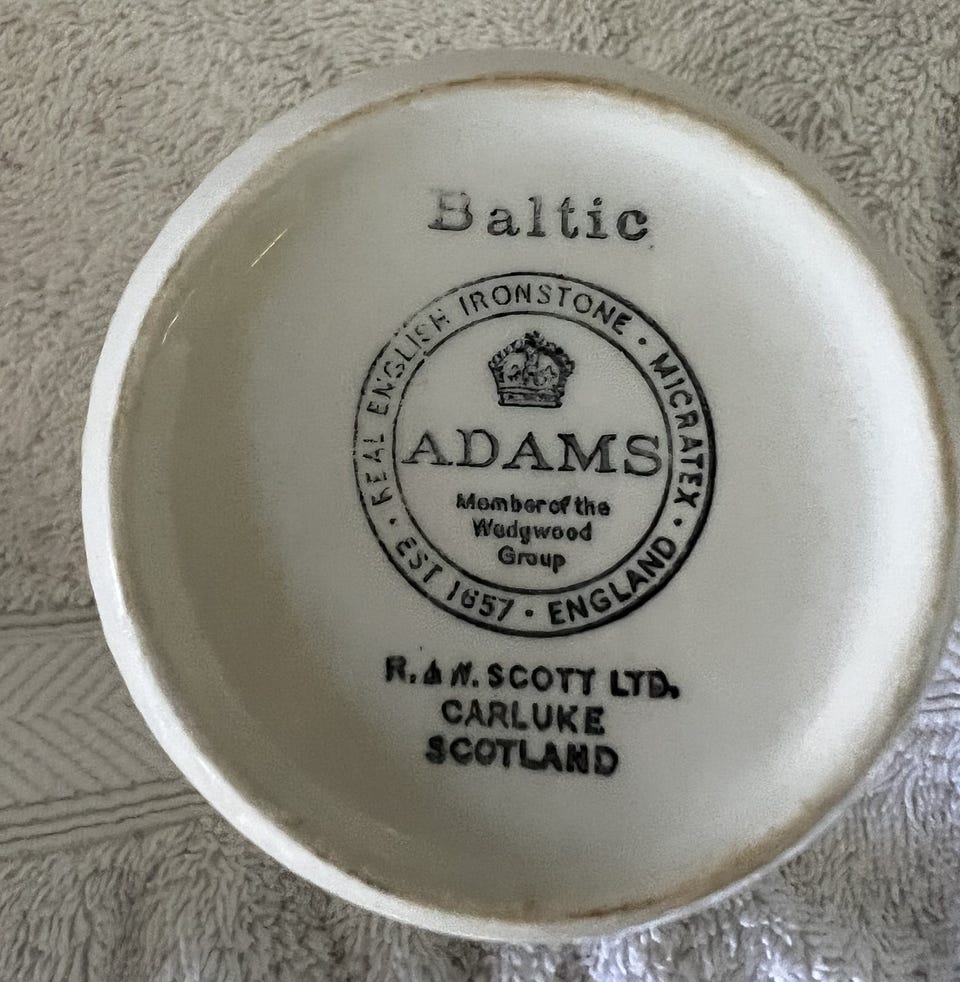 Baltic
REAL ENGLISH IRONSTONE · MICRATEX · ENGLAND · EST 1657 ·
ADAMS
Member of the
Wedgwood
Group
R. & W. SCOTT LTD.
CARLUKE
SCOTLAND